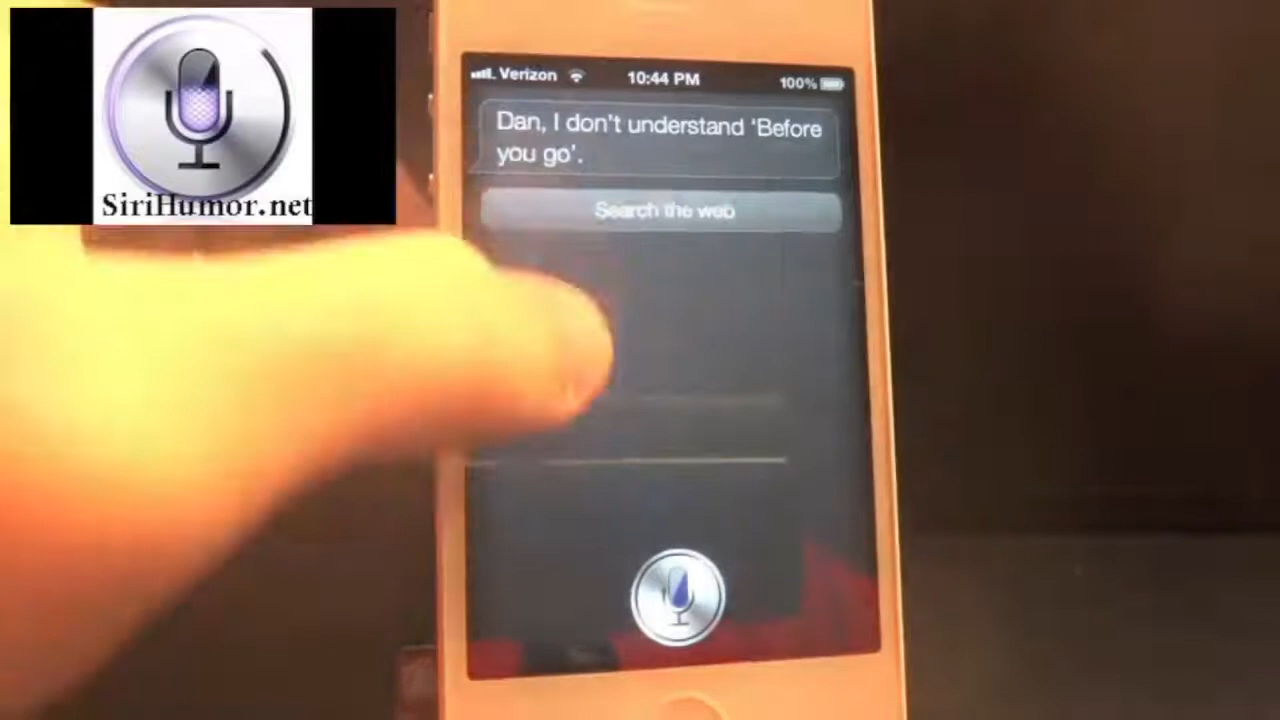 SiriHumor.net
Verizon
10:44 PM
100%
Dan, I don't understand 'Before
you go'.
Search the web